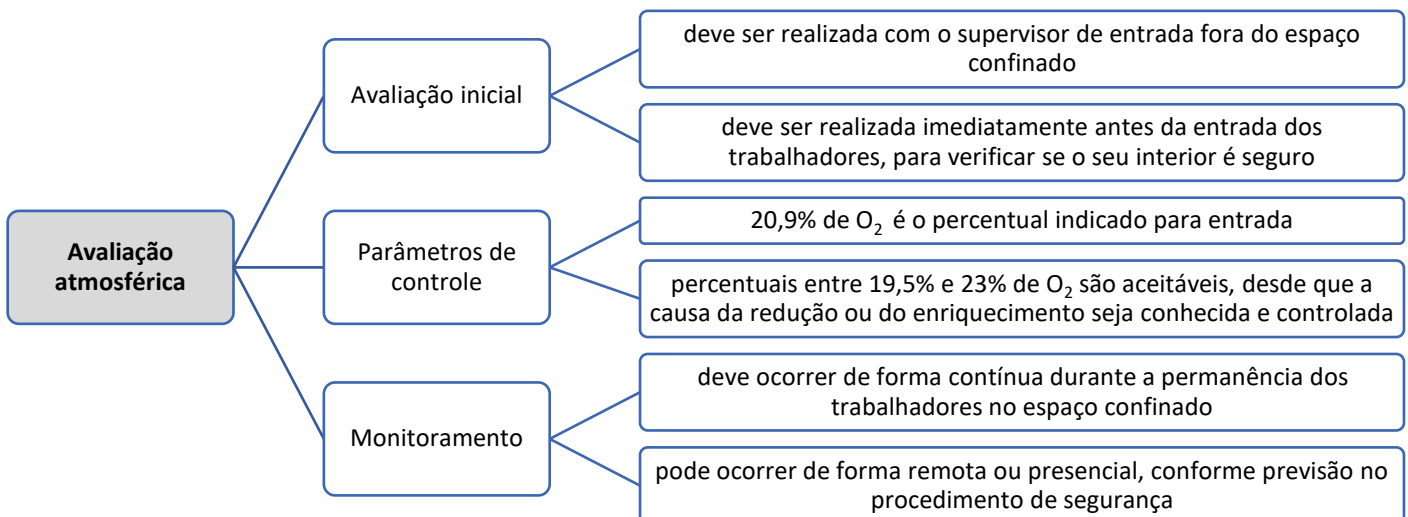 Avaliação
atmosférica
Avaliação inicial
deve ser realizada com o supervisor de entrada fora do espaço
confinado
deve ser realizada imediatamente antes da entrada dos
trabalhadores, para verificar se o seu interior é seguro
Parâmetros de
controle
20,9% de O₂ é o percentual indicado para entrada
percentuais entre 19,5% e 23% de O₂ são aceitáveis, desde que a
causa da redução ou do enriquecimento seja conhecida e controlada
Monitoramento
deve ocorrer de forma contínua durante a permanência dos
trabalhadores no espaço confinado
pode ocorrer de forma remota ou presencial, conforme previsão no
procedimento de segurança